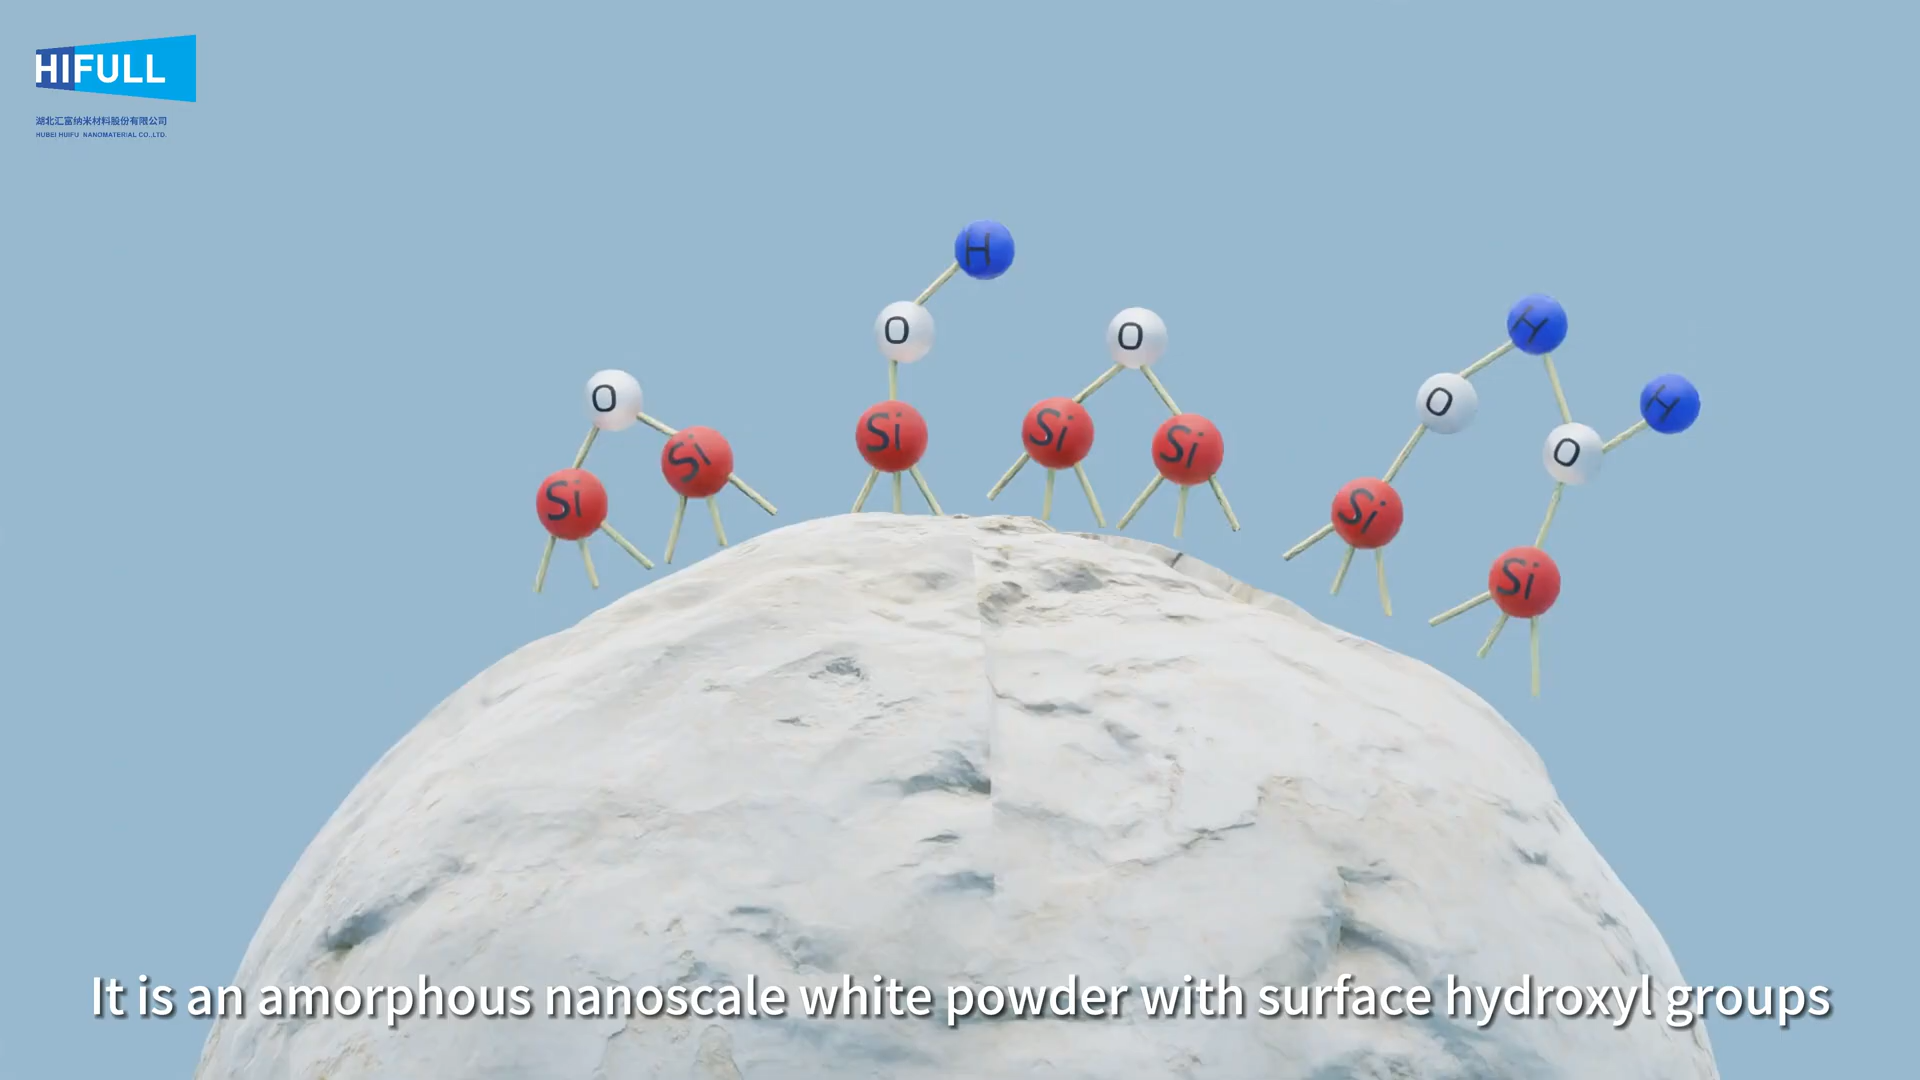 HIFULL
湖北汇富纳米材料股份有限公司
HUBEI HUIFU NANOMATERIAL CO.,LTD.
H
O
O
H
O
H
O
O
Si
Si
Si
Si
Si
Si
Si
It is an amorphous nanoscale white powder with surface hydroxyl groups